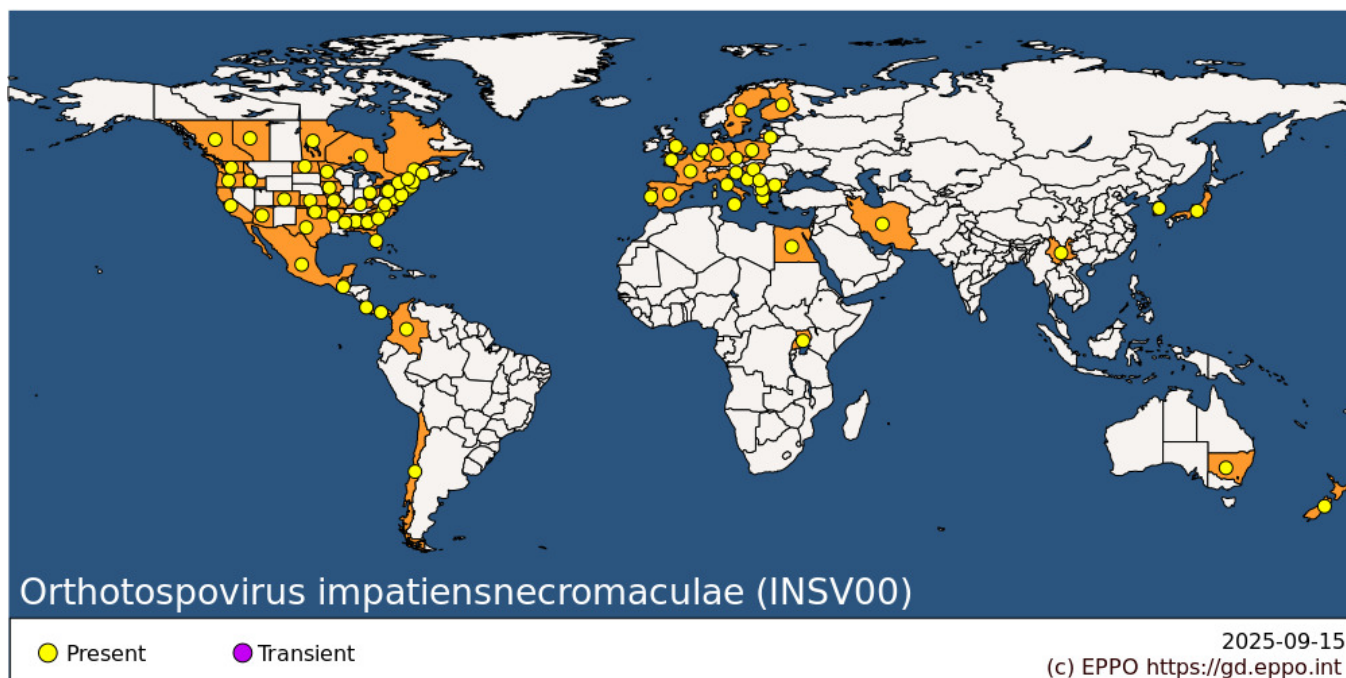 Orthotospovirus impatiensnecromaculae (INSV00)
Present
Transient
2025-09-15
(c) EPPO https://gd.eppo.int